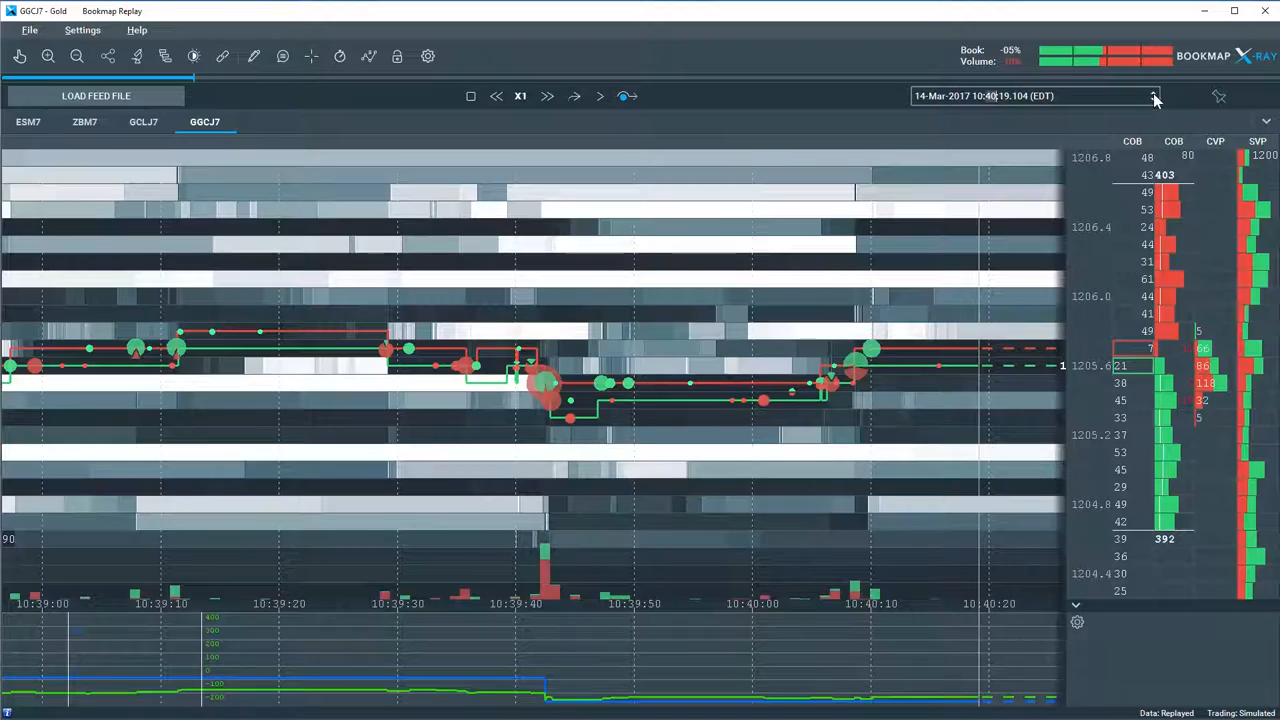 GGCJ7 - Gold Bookmap Replay
File Settings Help
Book: -05%
Volume:
BOOKMAP X-RAY
LOAD FEED FILE
X1
14-Mar-2017 10:40:19.104 (EDT)
ESM7 ZBM7 GCLJ7 GGCJ7
COB COB CVP SVP
1206.8 48 80 1200
43 403
49
53
1206.4 24
44
31
61
1206.0 44
41
49 5
7 66
1 1205.6 21 86
38 118
45 32
33 5
1205.2 37
53
45
29
1204.8 49
42
90 39 392
36
1204.4 30
25
10:39:00 10:39:10 10:39:20 10:39:30 10:39:40 10:39:50 10:40:00 10:40:10 10:40:20
400
300
200
100
0
-100
-200
Data: Replayed Trading: Simulated